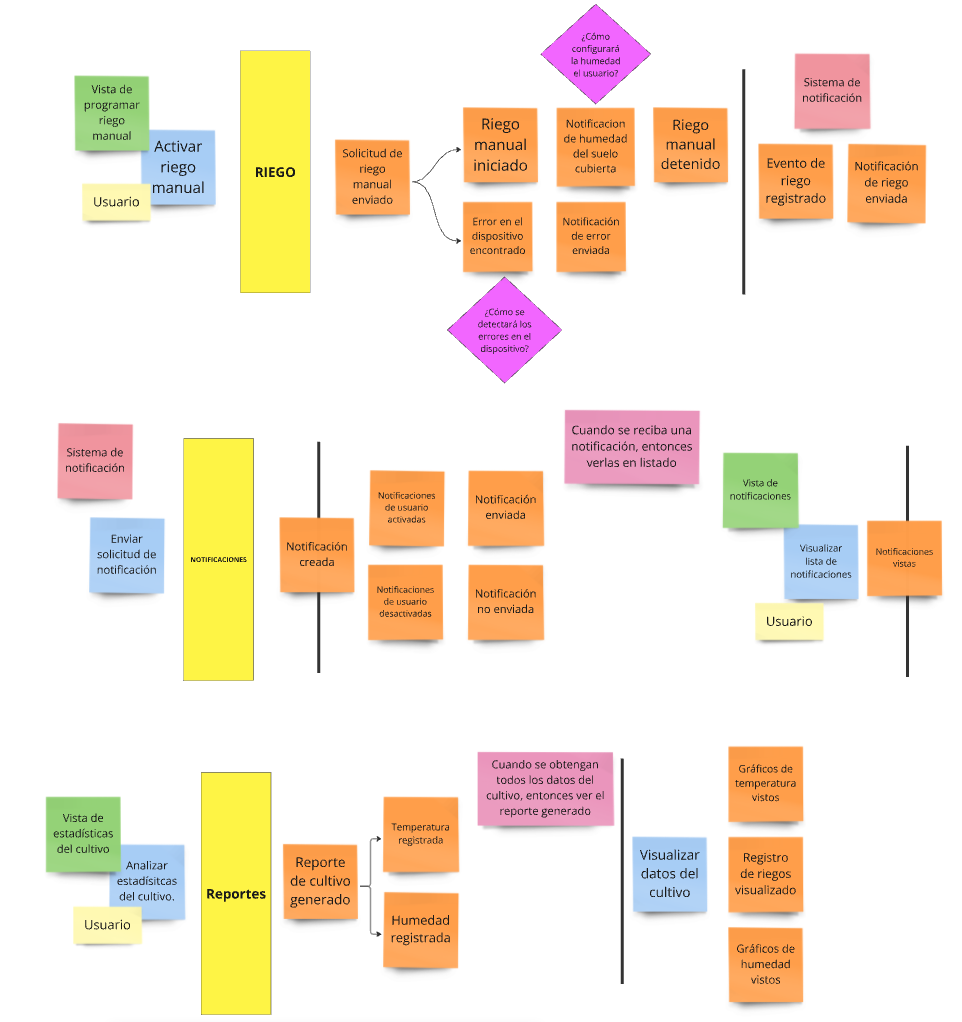 ¿Cómo
configurará
la humedad
el usuario?
Vista de
programar
riego
manual
Activar
riego
manual
Usuario
RIEGO
Solicitud de
riego
manual
enviado
Riego
manual
iniciado
Notificacion
de humedad
del suelo
cubierta
Riego
manual
detenido
Error en el
dispositivo
encontrado
Notificación
de error
enviada
¿Cómo se
detectará los
errores en el
dispositivo?
Sistema de
notificación
Evento de
riego
registrado
Notificación
de riego
enviada
Sistema de
notificación
Enviar
solicitud de
notificación
NOTIFICACIONES
Notificación
creada
Notificaciones
de usuario
activadas
Notificación
enviada
Notificaciones
de usuario
desactivadas
Notificación
no enviada
Cuando se reciba una
notificación, entonces
verlas en listado
Vista de
notificaciones
Visualizar
lista de
notificaciones
Usuario
Notificaciones
vistas
Vista de
estadísticas
del cultivo
Analizar
estadísitcas
del cultivo.
Usuario
Reportes
Reporte
de cultivo
generado
Temperatura
registrada
Humedad
registrada
Cuando se obtengan
todos los datos del
cultivo, entonces ver el
reporte generado
Visualizar
datos del
cultivo
Gráficos de
temperatura
vistos
Registro
de riegos
visualizado
Gráficos de
humedad
vistos